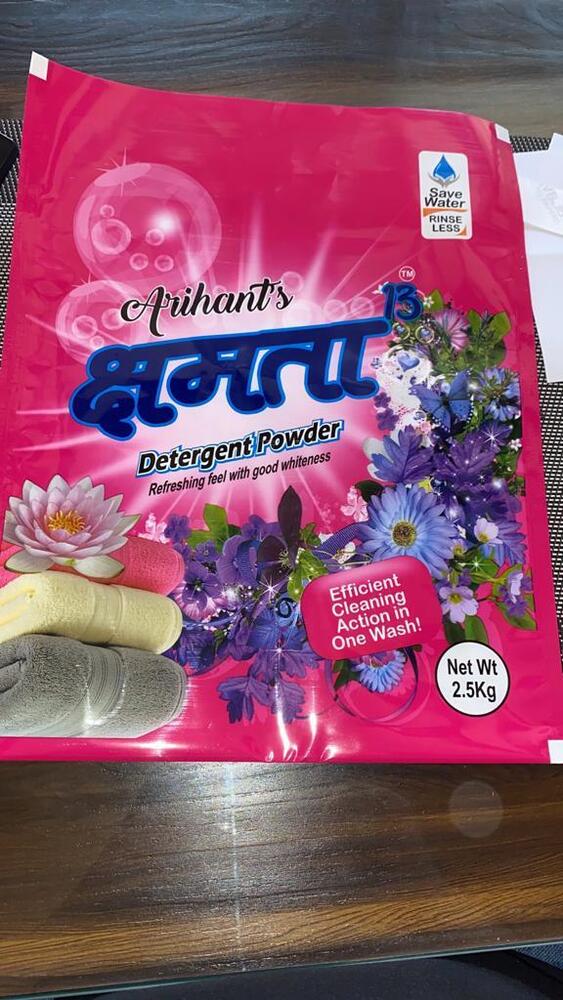 Save
Water
RINSE
LESS
TM
Arihant's
क्षमता 13
Detergent Powder
Refreshing feel with good whiteness
Efficient
Cleaning
Action in
One Wash!
Net Wt
2.5Kg